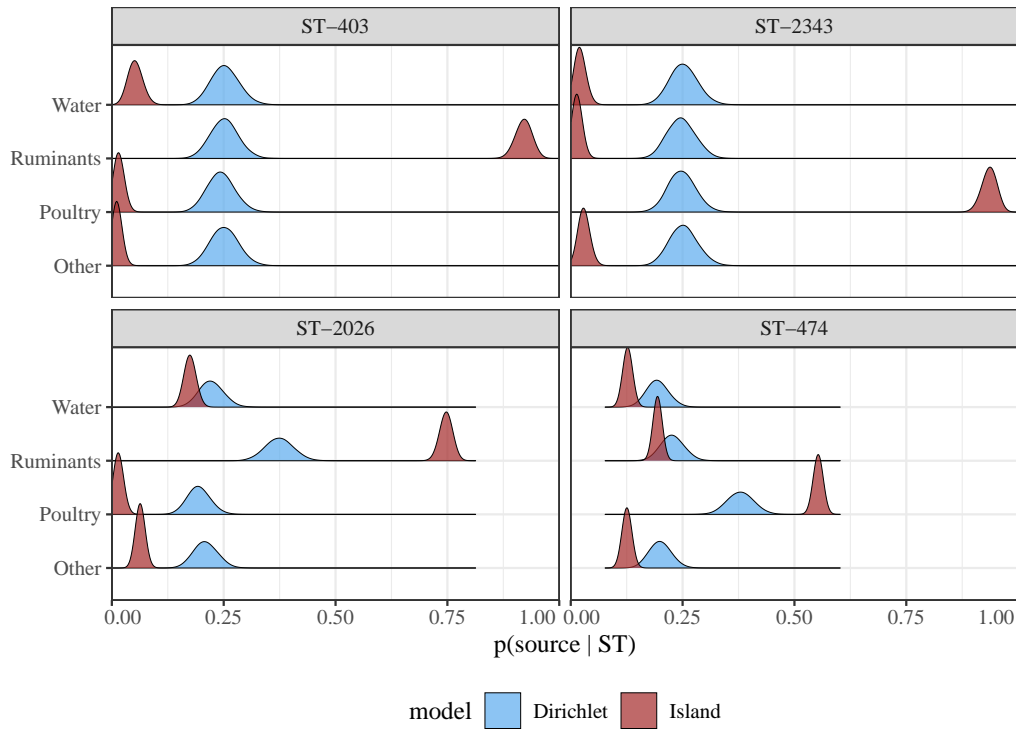 ST−403
ST−2343
Water
Ruminants
Poultry
Other
ST−2026
ST−474
Water
Ruminants
Poultry
Other
0.00 0.25 0.50 0.75 1.00 0.00 0.25 0.50 0.75 1.00
p(source | ST)
model Dirichlet Island